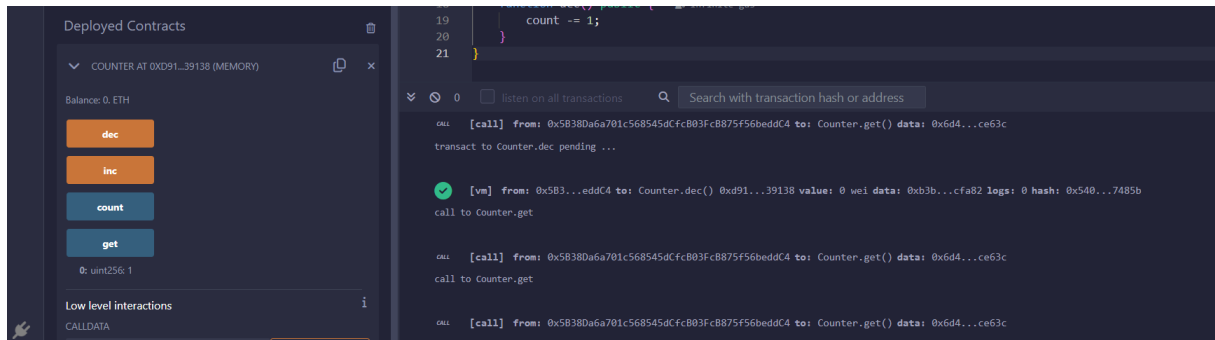 Deployed Contracts
COUNTER AT 0XD91...39138 (MEMORY)
Balance: 0. ETH
dec
inc
count
get
0: uint256: 1
Low level interactions
i
CALLDATA
19 count -= 1;
20 }
21 }
0 listen on all transactions Search with transaction hash or address
CALL [call] from: 0x5B38Da6a701c568545dCfcB03FcB875f56beddC4 to: Counter.get() data: 0x6d4...ce63c
transact to Counter.dec pending ...
[vm] from: 0x5B3...eddC4 to: Counter.dec() 0xd91...39138 value: 0 wei data: 0xb3b...cfa82 logs: 0 hash: 0x540...7485b
call to Counter.get
CALL [call] from: 0x5B38Da6a701c568545dCfcB03FcB875f56beddC4 to: Counter.get() data: 0x6d4...ce63c
call to Counter.get
CALL [call] from: 0x5B38Da6a701c568545dCfcB03FcB875f56beddC4 to: Counter.get() data: 0x6d4...ce63c